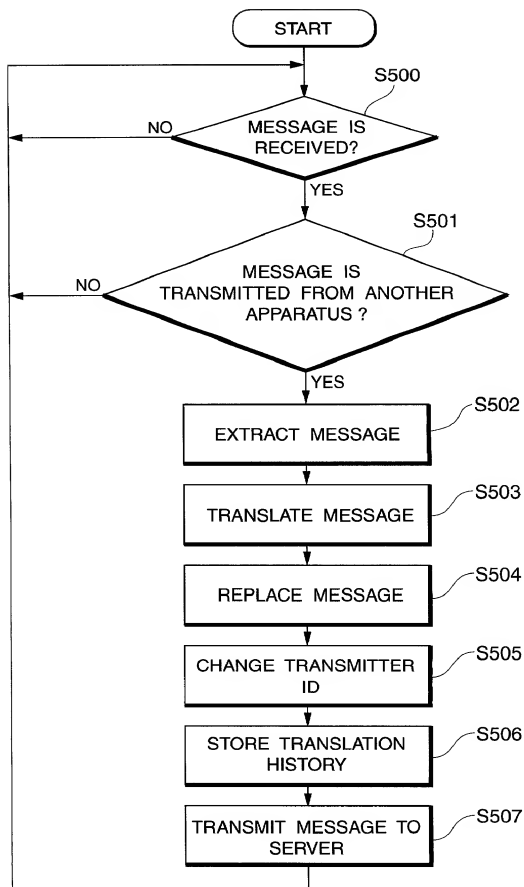 START
S500
NO
MESSAGE IS
RECEIVED?
YES
S501
NO
MESSAGE IS
TRANSMITTED FROM ANOTHER
APPARATUS ?
YES
S502
EXTRACT MESSAGE
S503
TRANSLATE MESSAGE
S504
REPLACE MESSAGE
S505
CHANGE TRANSMITTER
ID
S506
STORE TRANSLATION
HISTORY
S507
TRANSMIT MESSAGE TO
SERVER